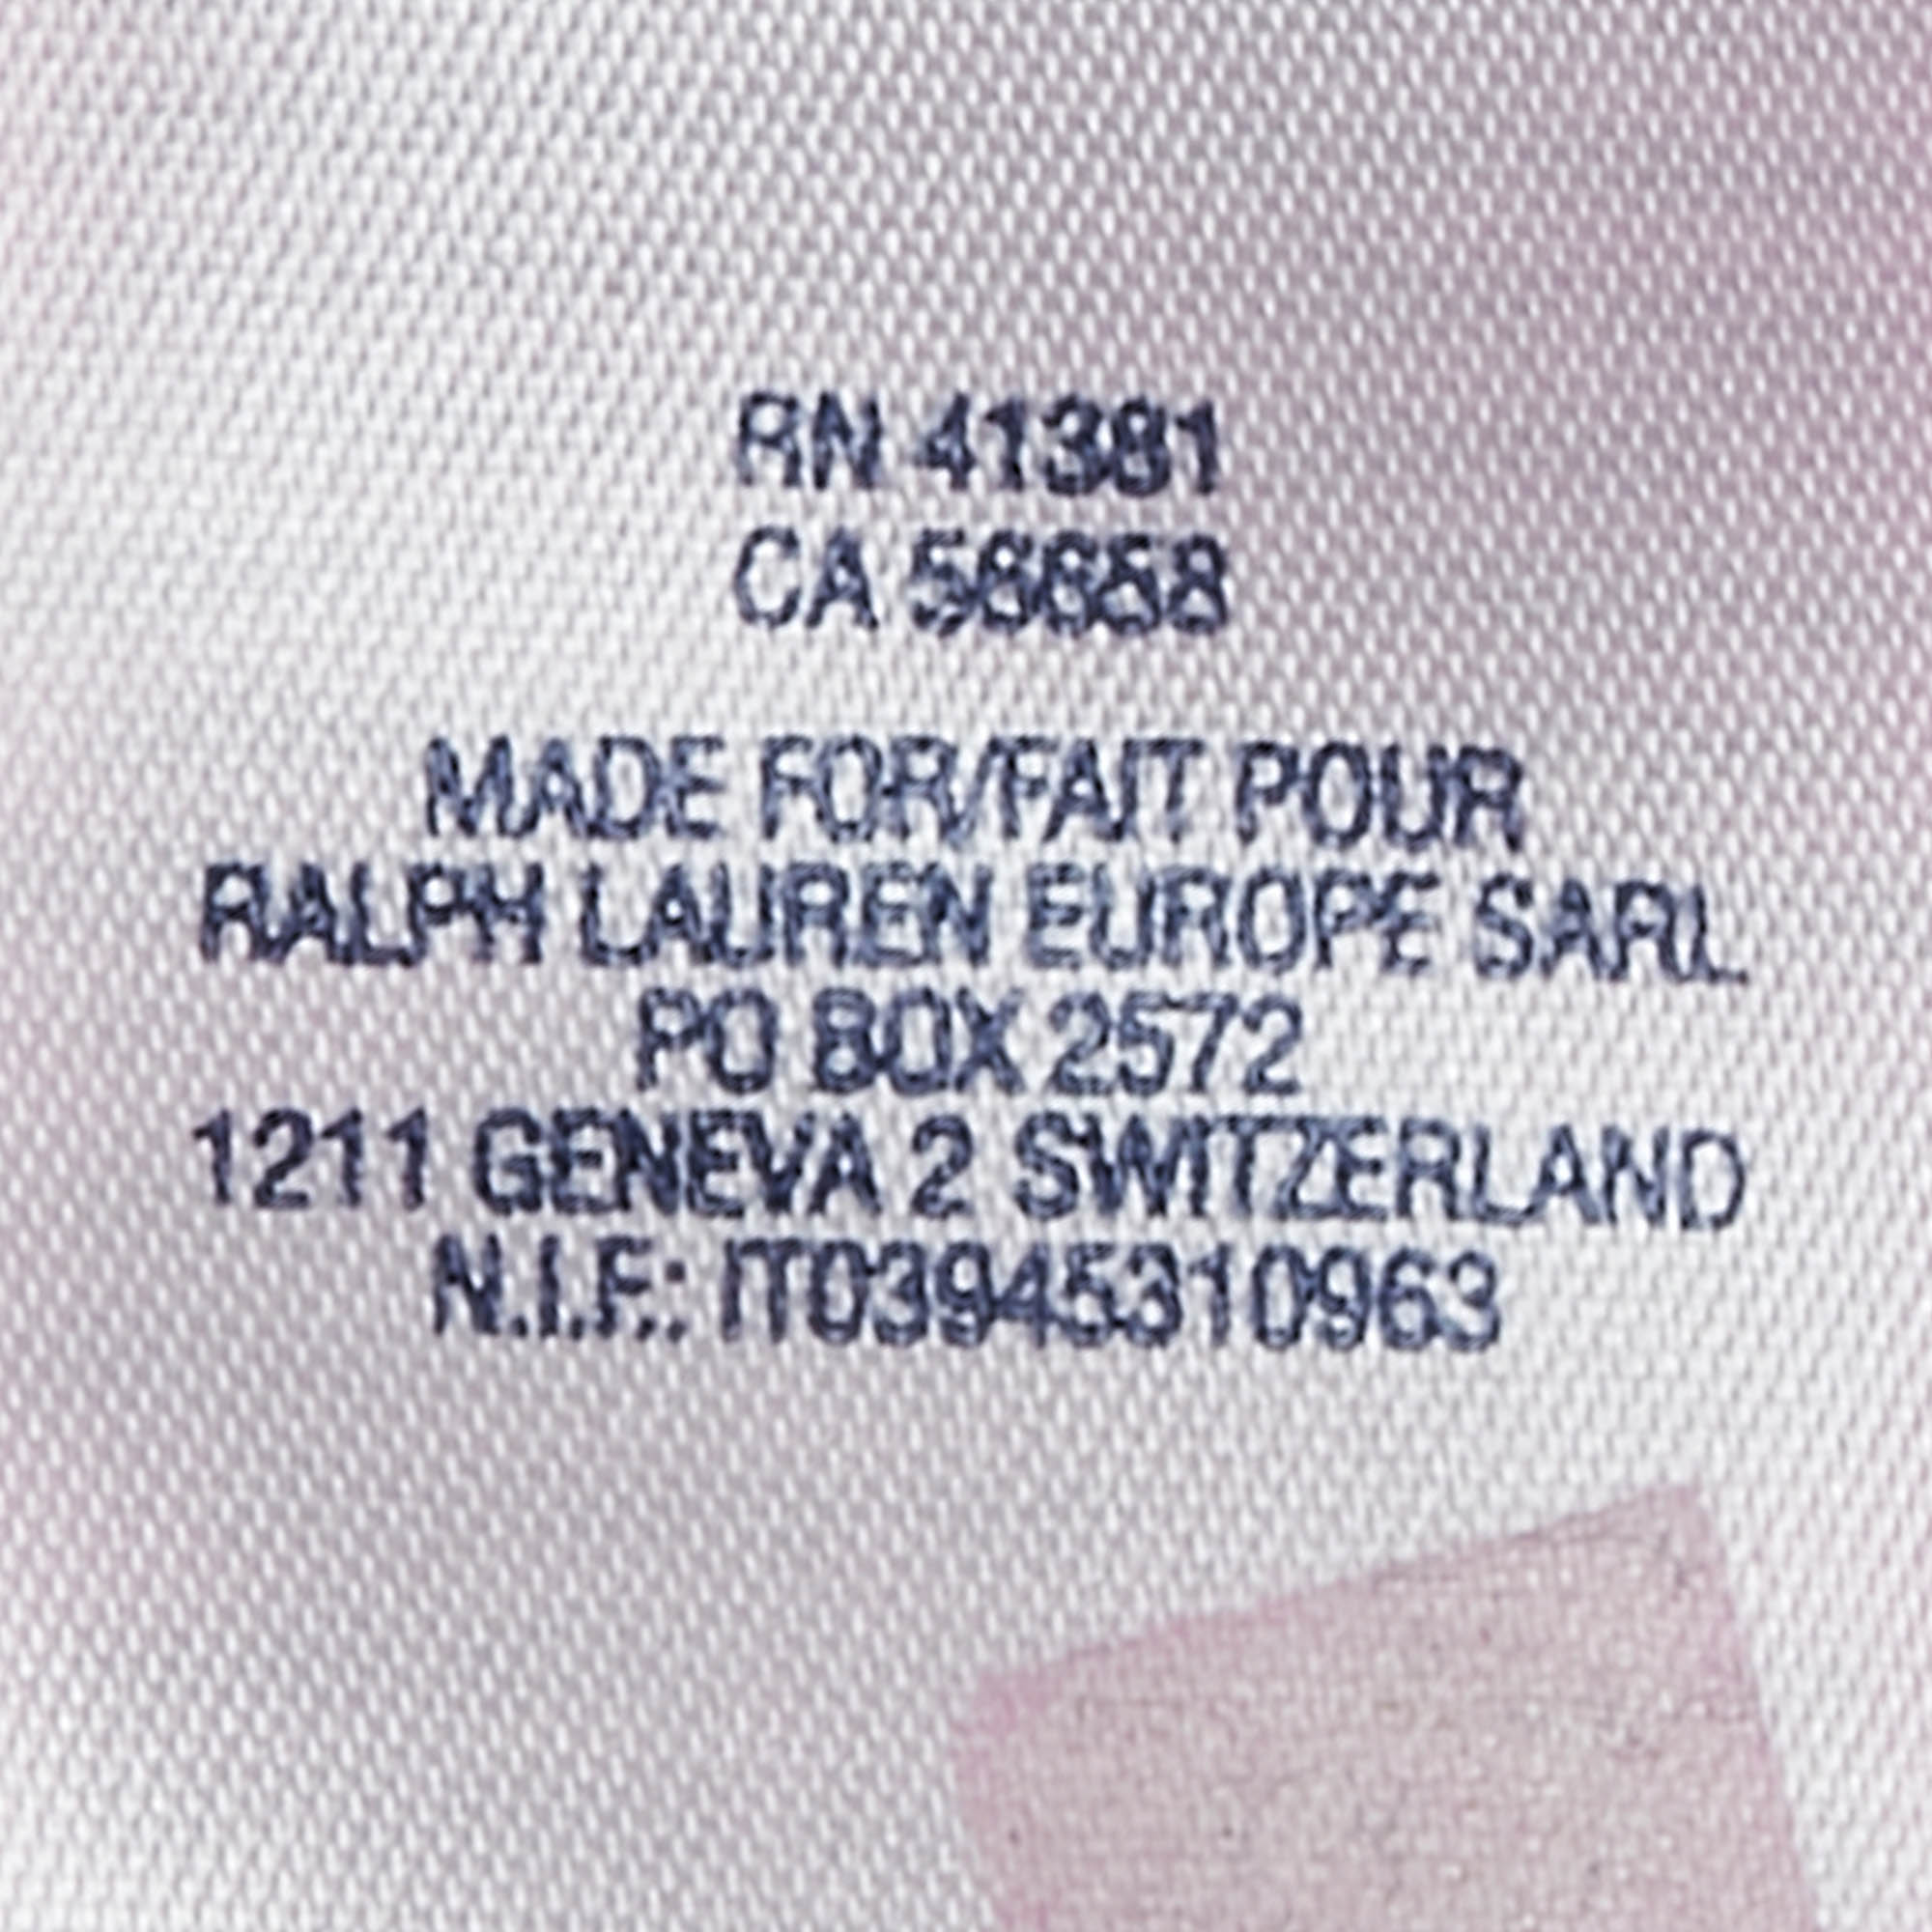 RN 41381
CA 56658
MADE FOR/FAIT POUR
RALPH LAUREN EUROPE SARL
PO BOX 2572
1211 GENEVA 2 SWITZERLAND
N.I.F.: IT03945310963